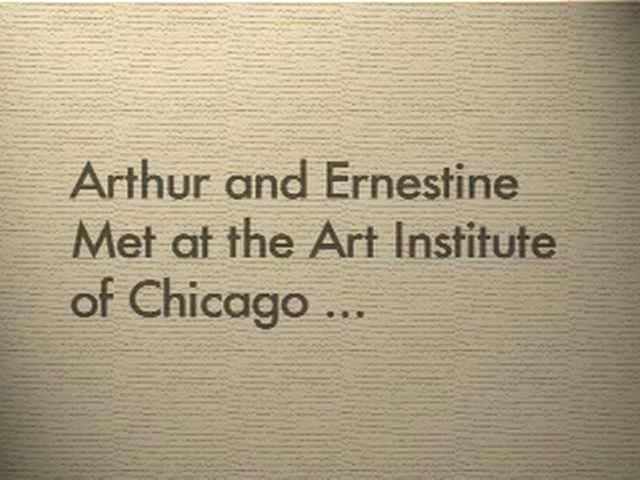 Arthur and Ernestine
Met at the Art Institute
of Chicago ...